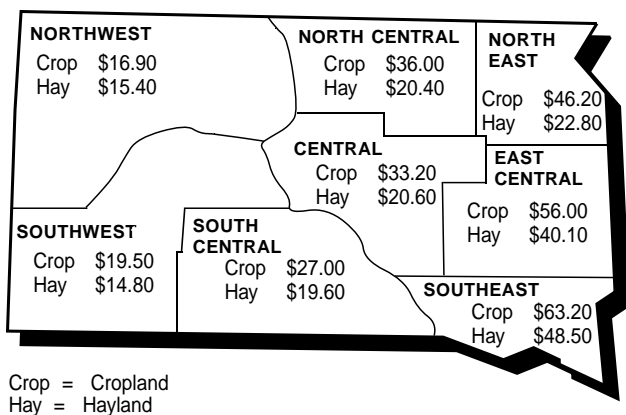 NORTHWEST
Crop $16.90
Hay $15.40
NORTH CENTRAL
Crop $36.00
Hay $20.40
NORTH
EAST
Crop $46.20
Hay $22.80
CENTRAL
Crop $33.20
Hay $20.60
EAST
CENTRAL
Crop $56.00
Hay $40.10
SOUTHWEST
Crop $19.50
Hay $14.80
SOUTH
CENTRAL
Crop $27.00
Hay $19.60
SOUTHEAST
Crop $63.20
Hay $48.50
Crop = Cropland
Hay = Hayland